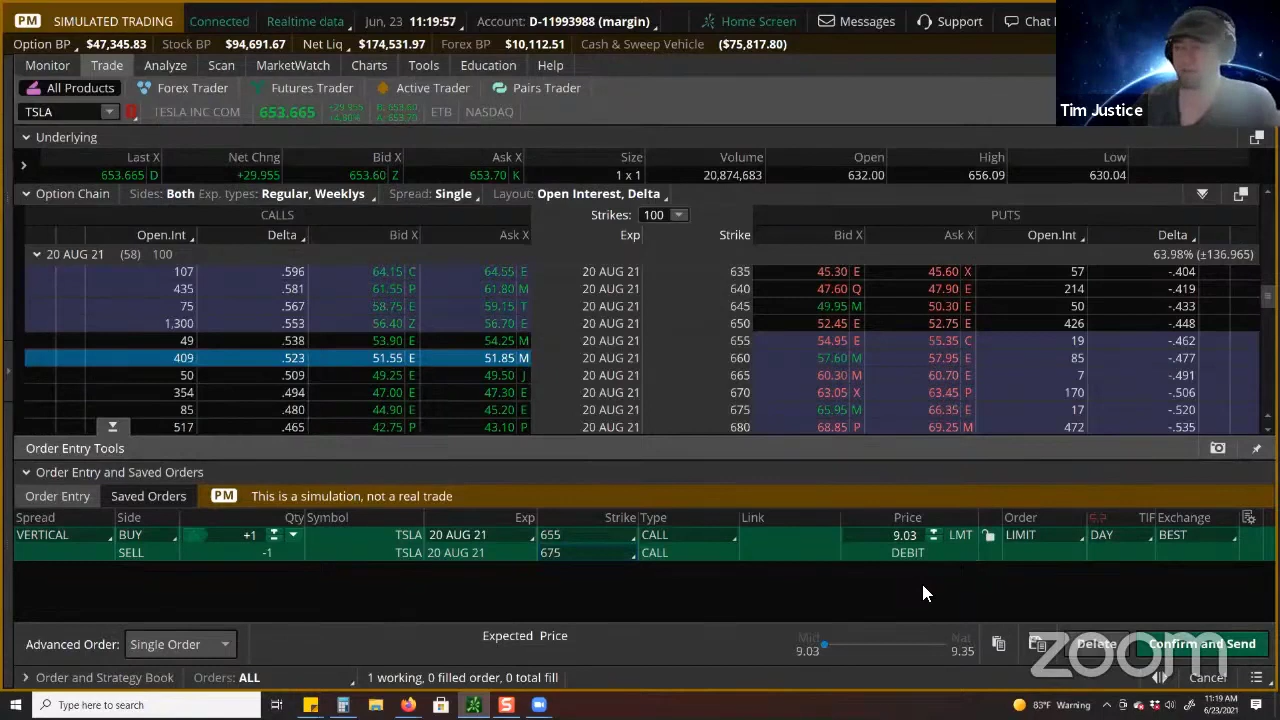 PM SIMULATED TRADING Connected Realtime data Jun, 23 11:19:57 Account: D-11993988 (margin) Home Screen Messages Support Chat
Option BP $47,345.83 Stock BP $94,691.67 Net Liq $174,531.97 Forex BP $10,112.51 Cash & Sweep Vehicle ($75,817.80)
Monitor Trade Analyze Scan MarketWatch Charts Tools Education Help
All Products Forex Trader Futures Trader Active Trader Pairs Trader
Tim Justice
TSLA TESLA INC COM 653.665 +29.955 +4.80% B: 653.60 A: 653.70 ETB NASDAQ
Underlying
Last X Net Chng Bid X Ask X Size Volume Open High Low
653.665 D +29.955 653.60 Z 653.70 K 1 x 1 20,874,683 632.00 656.09 630.04
Option Chain Sides: Both Exp. types: Regular, Weeklys Spread: Single Layout: Open Interest, Delta
CALLS Strikes: 100 PUTS
Open.Int Delta Bid X Ask X Exp Strike Bid X Ask X Open.Int Delta
20 AUG 21 (58) 100 63.98% (±136.965)
107 .596 64.15 C 64.55 E 20 AUG 21 635 45.30 E 45.60 X 57 -.404
435 .581 61.55 P 61.80 M 20 AUG 21 640 47.60 Q 47.90 E 214 -.419
75 .567 58.75 E 59.15 T 20 AUG 21 645 49.95 M 50.30 E 50 -.433
1,300 .553 56.40 Z 56.70 E 20 AUG 21 650 52.45 E 52.75 E 426 -.448
49 .538 53.90 E 54.25 M 20 AUG 21 655 54.95 E 55.35 C 19 -.462
409 .523 51.55 E 51.85 M 20 AUG 21 660 57.60 M 57.95 E 85 -.477
50 .509 49.25 E 49.50 J 20 AUG 21 665 60.30 M 60.70 E 7 -.491
354 .494 47.00 E 47.30 E 20 AUG 21 670 63.05 X 63.45 P 170 -.506
85 .480 44.90 E 45.20 E 20 AUG 21 675 65.95 M 66.35 E 17 -.520
517 .465 42.75 P 43.10 P 20 AUG 21 680 68.85 P 69.25 M 472 -.535
Order Entry Tools
Order Entry and Saved Orders
Order Entry Saved Orders PM This is a simulation, not a real trade
Spread Side Qty Symbol Exp Strike Type Link Price Order TIF Exchange
VERTICAL BUY +1 TSLA 20 AUG 21 655 CALL 9.03 LMT LIMIT DAY BEST
SELL -1 TSLA 20 AUG 21 675 CALL DEBIT
Advanced Order: Single Order Expected Price Mid 9.03 Nat 9.35 Delete Confirm and Send
zoom
Order and Strategy Book Orders: ALL 1 working, 0 filled order, 0 total fill Cancel
Type here to search 83°F Warning 11:19 AM
6/23/2021